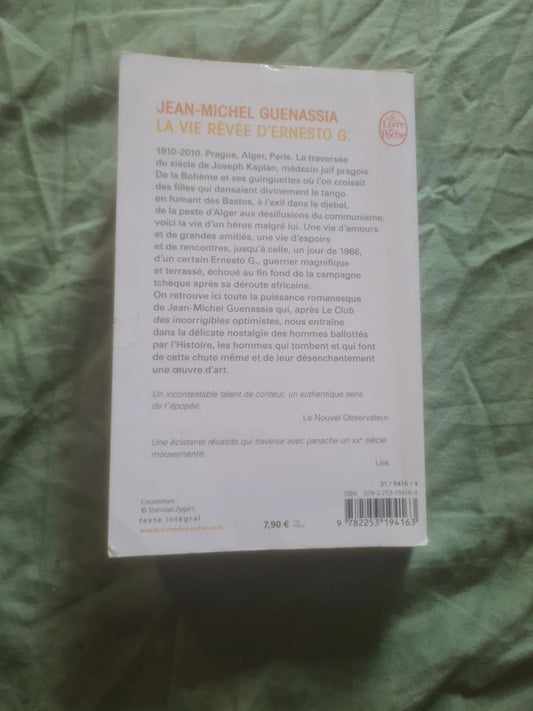 JEAN-MICHEL GUENASSIA
LA VIE RÊVÉE D'ERNESTO G.
Le Livre de Poche
1910-2010. Prague, Alger, Paris. La traversée
du siècle de Joseph Kaplan, médecin juif pragois.
De la Bohème et ses guinguettes où l'on croisait
des filles qui dansaient divinement le tango
en fumant des Bastos, à l'exil dans le djebel,
de la peste d'Alger aux désillusions du communisme,
voici la vie d'un héros malgré lui. Une vie d'amours
et de grandes amitiés, une vie d'espoirs
et de rencontres, jusqu'à celle, un jour de 1966,
d'un certain Ernesto G., guerrier magnifique
et terrassé, échoué au fin fond de la campagne
tchèque après sa déroute africaine.
On retrouve ici toute la puissance romanesque
de Jean-Michel Guenassia qui, après Le Club
des incorrigibles optimistes, nous entraîne
dans la délicate nostalgie des hommes ballottés
par l'Histoire, les hommes qui tombent et qui font
de cette chute même et de leur désenchantement
une œuvre d'art.
Un incontestable talent de conteur, un authentique sens
de l'épopée.
Le Nouvel Observateur.
Une éclatante réussite qui traverse avec panache un XXe siècle
mouvementé.
Lire.
Couverture :
© Stanislas Zygart.
texte intégral
www.livredepoche.com
7,90 €
31 / 9416 / 4
ISBN 978-2-253-19416-3
9 782253 194163